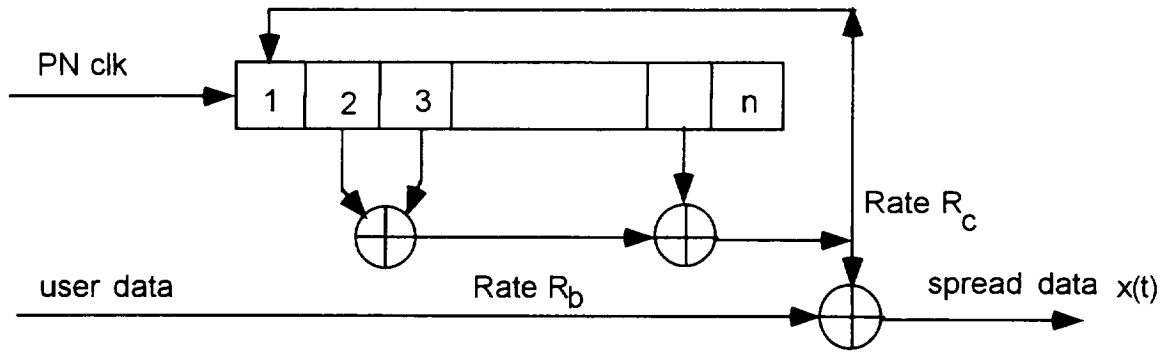 PN clk
1 2 3 n
Rate R_c
user data Rate R_b spread data x(t)